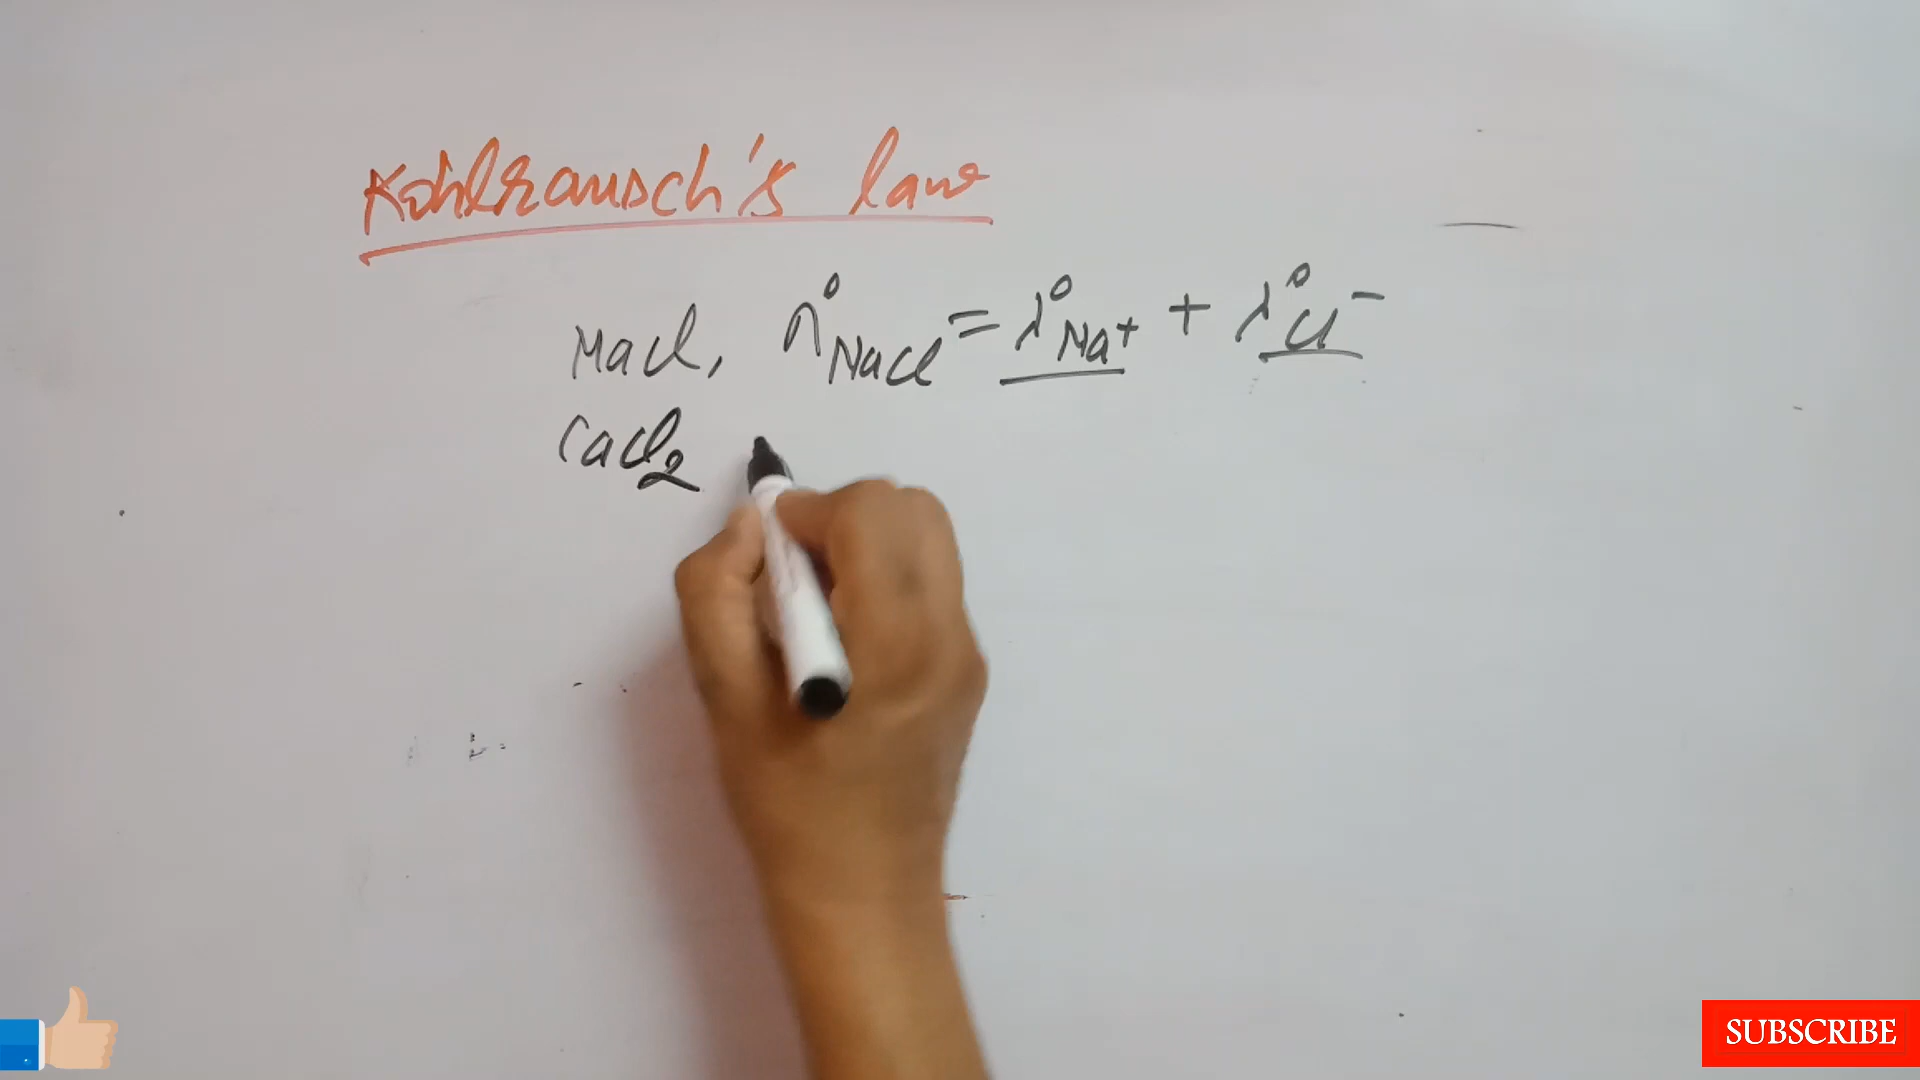 Kohlrausch's law
NaCl, Λ°NaCl = λ°Na+ + λ°Cl-
CaCl2
SUBSCRIBE